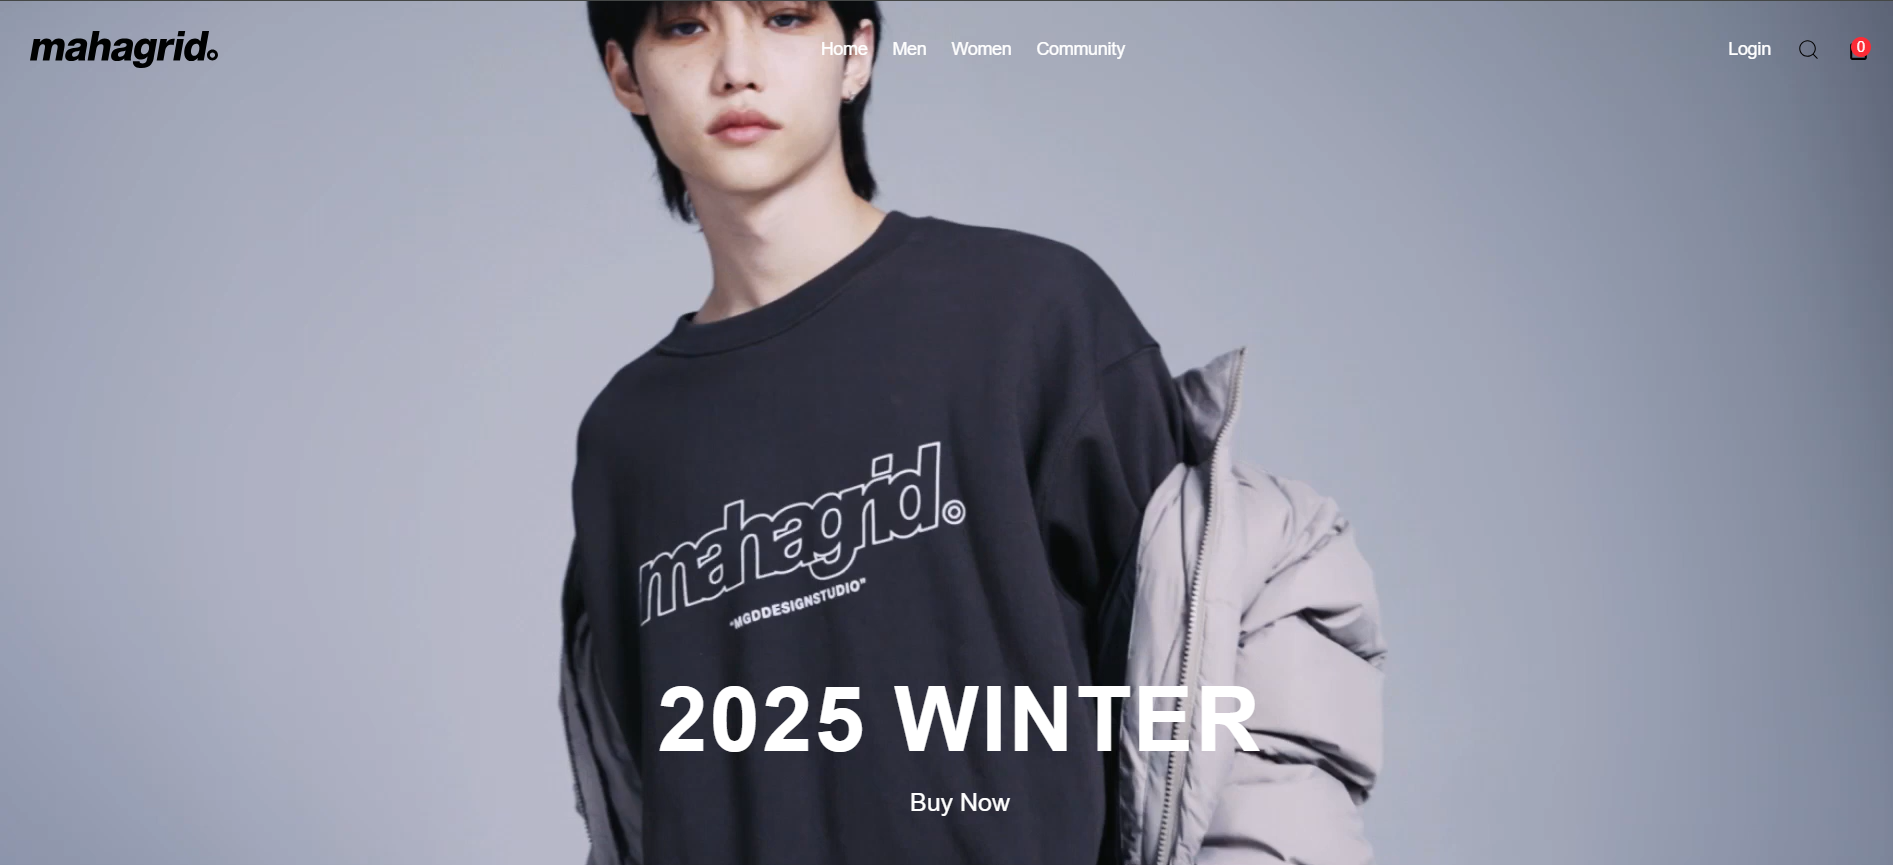 mahagrid
Home Men Women Community
Login
0
mahagrid
"MGDDESIGNSTUDIO"
2025 WINTER
Buy Now